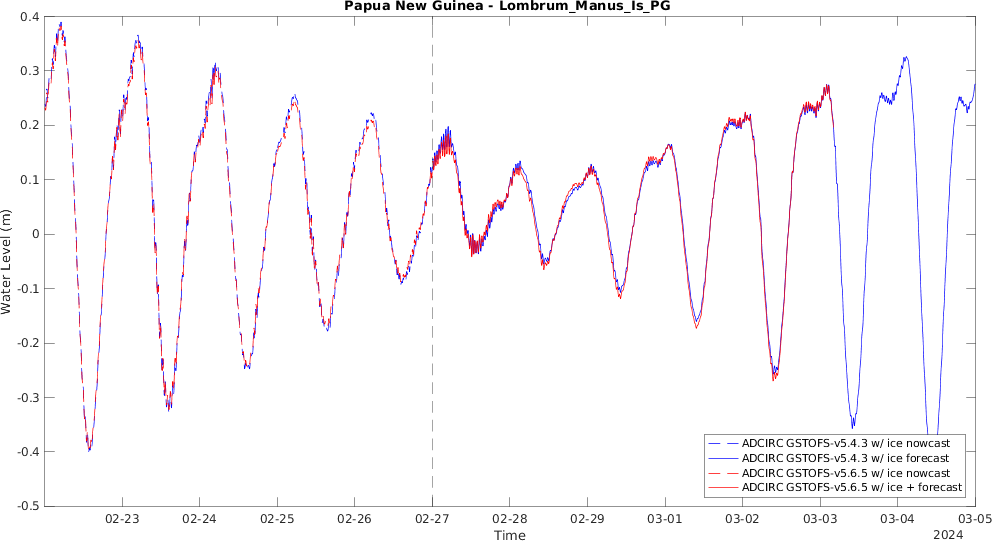 Papua New Guinea - Lombrum_Manus_Is_PG
0.4
0.3
0.2
0.1
0
-0.1
-0.2
-0.3
-0.4
-0.5
Water Level (m)
ADCIRC GSTOFS-v5.4.3 w/ ice nowcast
ADCIRC GSTOFS-v5.4.3 w/ ice forecast
ADCIRC GSTOFS-v5.6.5 w/ ice nowcast
ADCIRC GSTOFS-v5.6.5 w/ ice + forecast
02-23 02-24 02-25 02-26 02-27 02-28 02-29 03-01 03-02 03-03 03-04 03-05
Time
2024